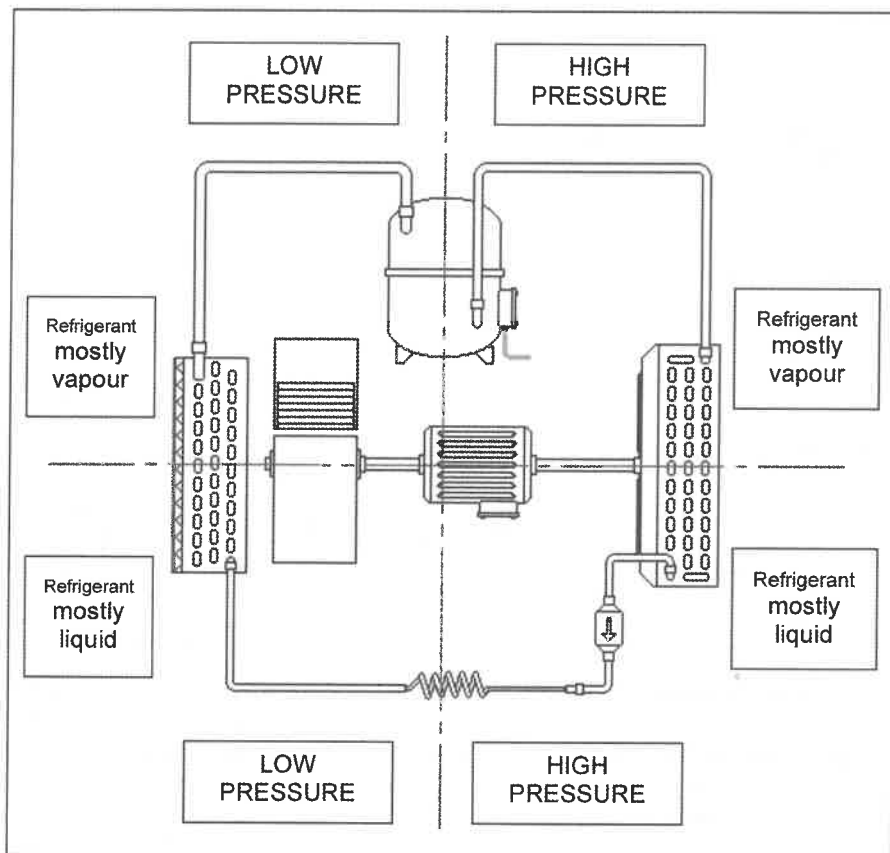 LOW
PRESSURE
HIGH
PRESSURE
Refrigerant
mostly
vapour
Refrigerant
mostly
vapour
Refrigerant
mostly
liquid
Refrigerant
mostly
liquid
LOW
PRESSURE
HIGH
PRESSURE